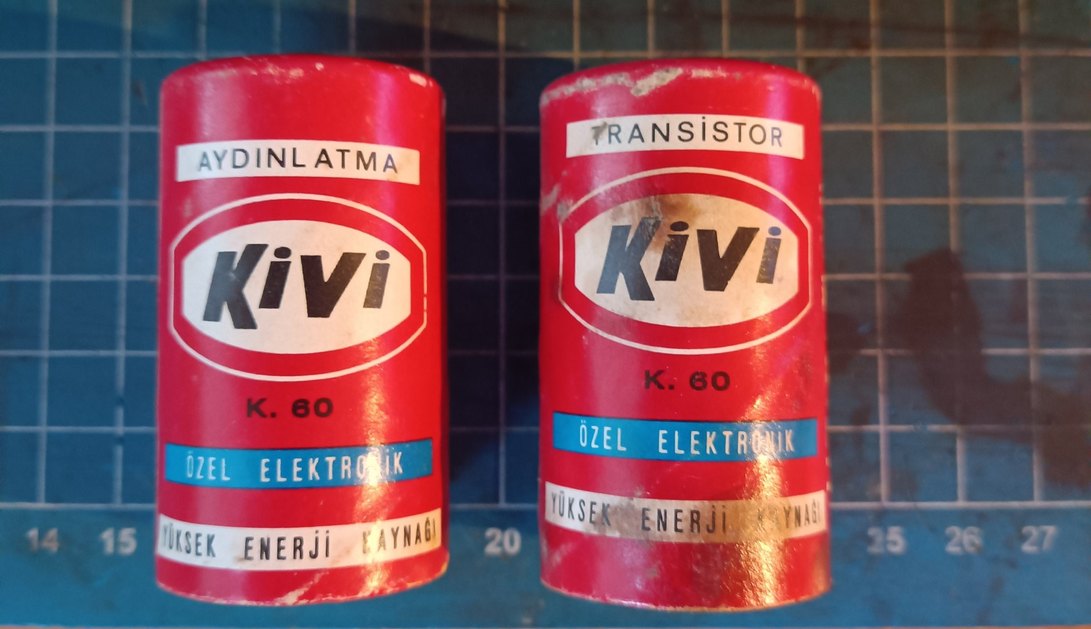 AYDINLATMA
KiVi
K. 60
ÖZEL ELEKTRONİK
YÜKSEK ENERJİ KAYNAĞI
TRANSİSTOR
KiVi
K. 60
ÖZEL ELEKTRONİK
YÜKSEK ENERJİ KAYNAĞI
14 15 20 25 26 27